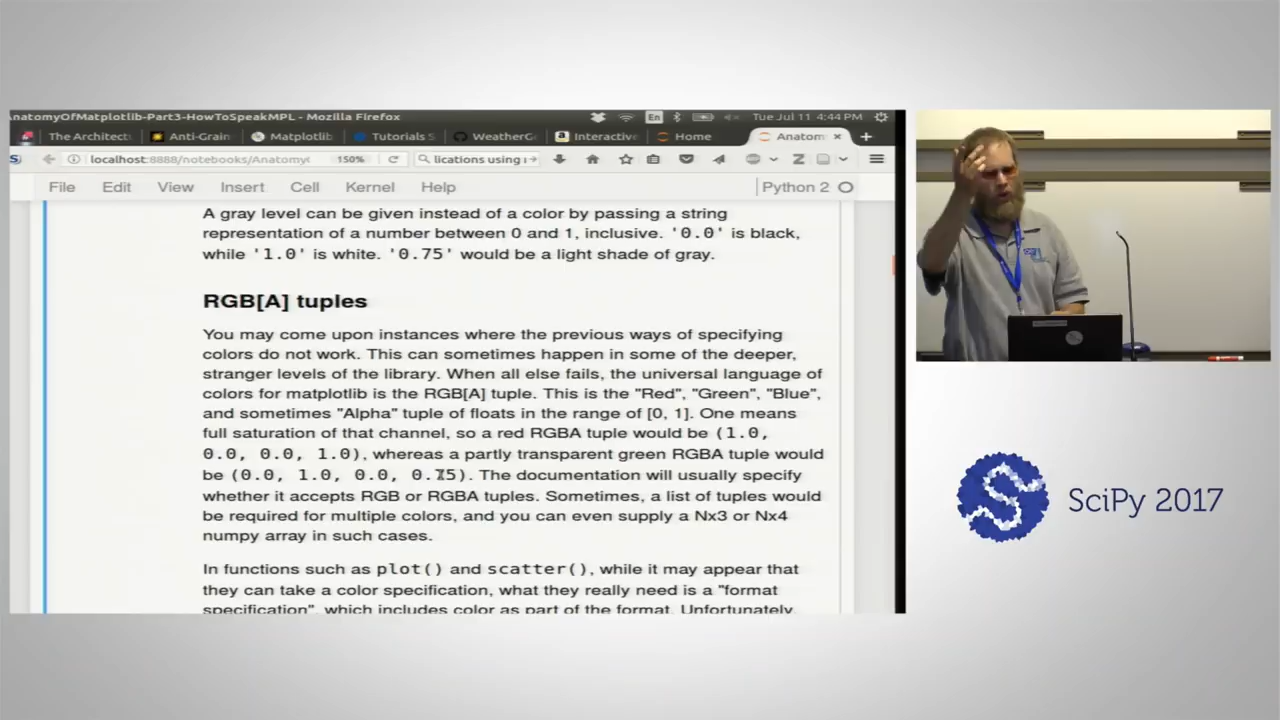 AnatomyOfMatplotlib-Part3-HowToSpeakMPL - Mozilla Firefox
En
Tue Jul 11 4:44 PM
The Architect
Anti-Grain
Matplotlib
Tutorials S
WeatherG
Interactive
Home
Anatom
localhost:8888/notebooks/Anatomy
150%
lications using
File Edit View Insert Cell Kernel Help
Python 2
A gray level can be given instead of a color by passing a string
representation of a number between 0 and 1, inclusive. '0.0' is black,
while '1.0' is white. '0.75' would be a light shade of gray.
RGB[A] tuples
You may come upon instances where the previous ways of specifying
colors do not work. This can sometimes happen in some of the deeper,
stranger levels of the library. When all else fails, the universal language of
colors for matplotlib is the RGB[A] tuple. This is the "Red", "Green", "Blue",
and sometimes "Alpha" tuple of floats in the range of [0, 1]. One means
full saturation of that channel, so a red RGBA tuple would be (1.0,
0.0, 0.0, 1.0), whereas a partly transparent green RGBA tuple would
be (0.0, 1.0, 0.0, 0.75). The documentation will usually specify
whether it accepts RGB or RGBA tuples. Sometimes, a list of tuples would
be required for multiple colors, and you can even supply a Nx3 or Nx4
numpy array in such cases.
In functions such as plot() and scatter(), while it may appear that
they can take a color specification, what they really need is a "format
specification", which includes color as part of the format. Unfortunately,
SciPy 2017